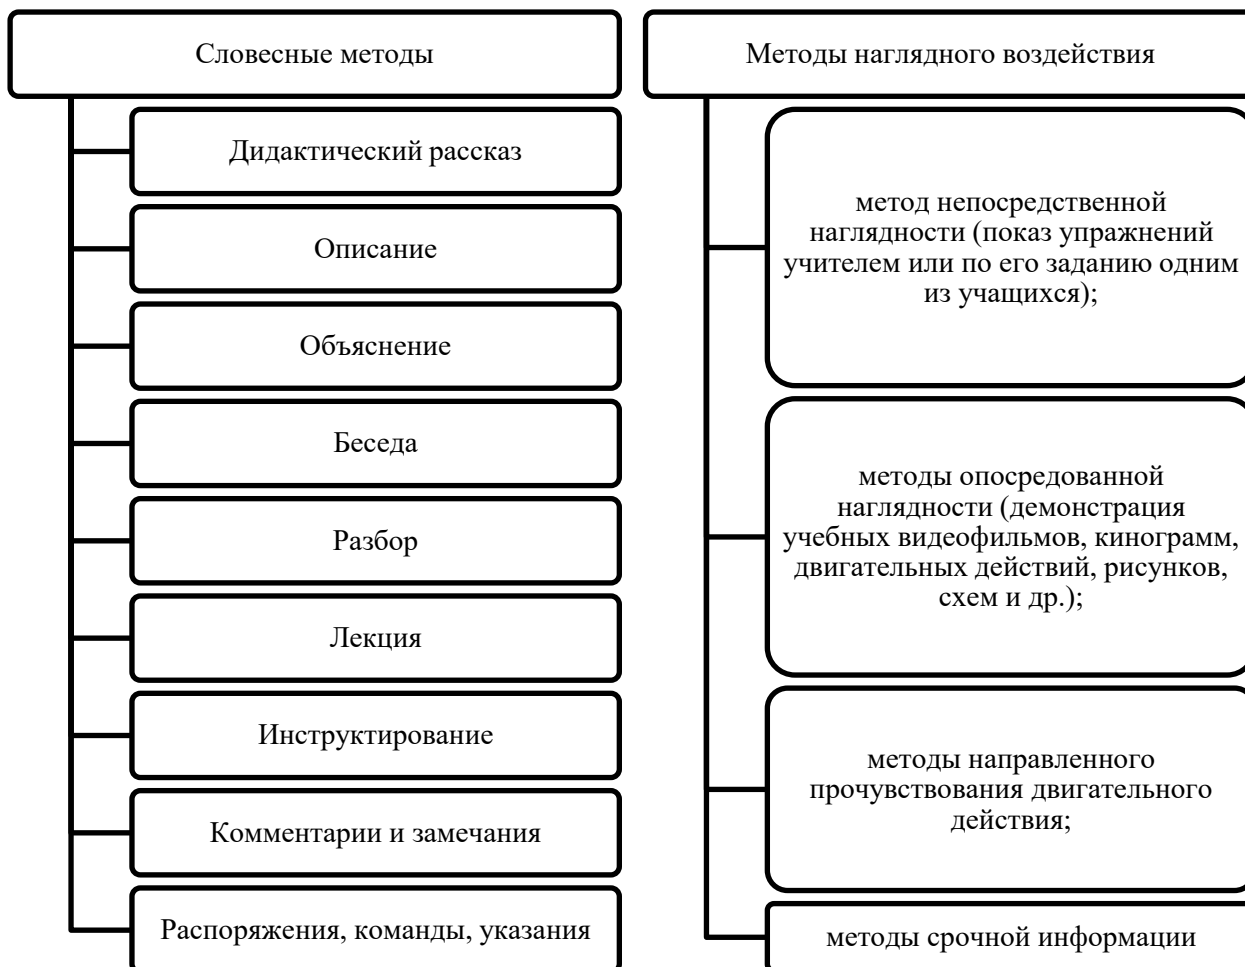 Словесные методы
Дидактический рассказ
Описание
Объяснение
Беседа
Разбор
Лекция
Инструктирование
Комментарии и замечания
Распоряжения, команды, указания
Методы наглядного воздействия
метод непосредственной
наглядности (показ упражнений
учителем или по его заданию одним
из учащихся);
методы опосредованной
наглядности (демонстрация
учебных видеофильмов, кинограмм,
двигательных действий, рисунков,
схем и др.);
методы направленного
прочувствования двигательного
действия;
методы срочной информации